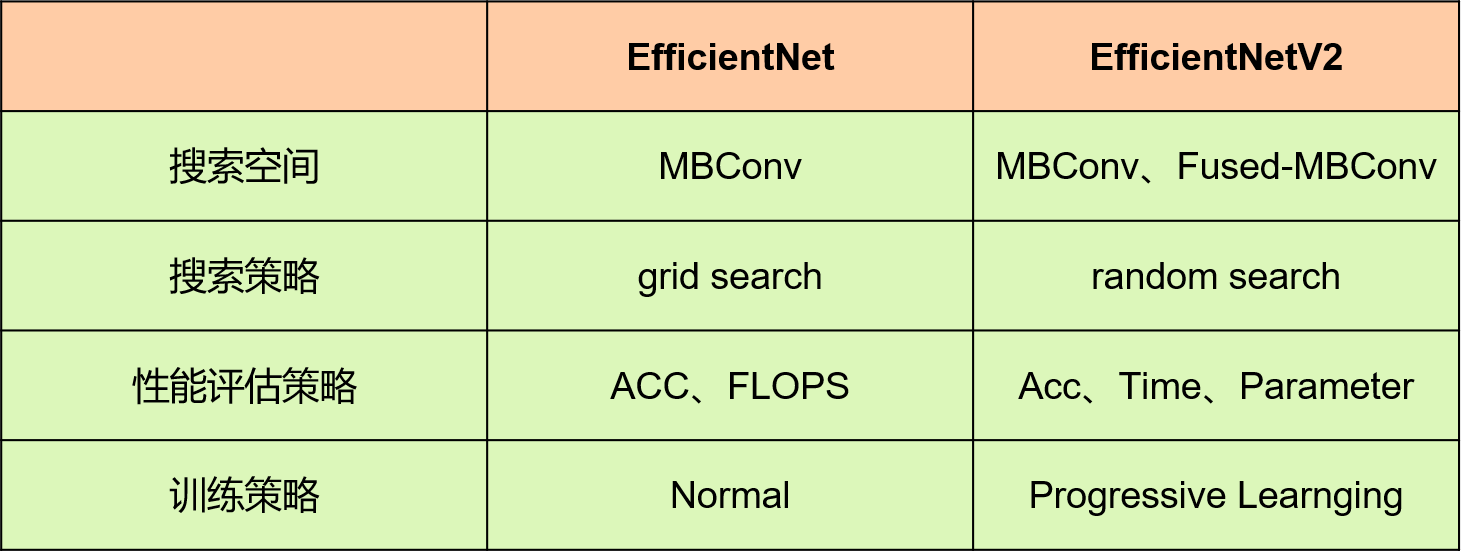 EfficientNet EfficientNetV2
搜索空间 MBConv MBConv、Fused-MBConv
搜索策略 grid search random search
性能评估策略 ACC、FLOPS Acc、Time、Parameter
训练策略 Normal Progressive Learnging